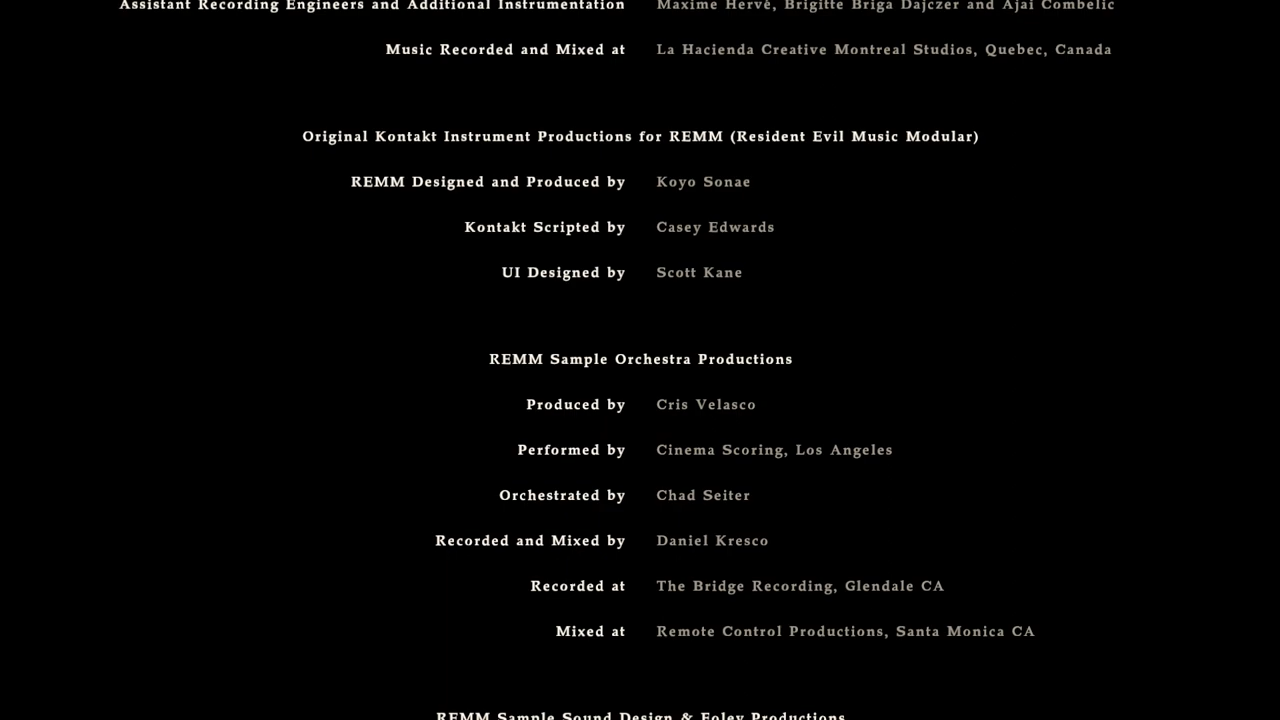 Assistant Recording Engineers and Additional Instrumentation Maxime Hervé, Brigitte Briga Dajczer and Ajai Combelic
Music Recorded and Mixed at La Hacienda Creative Montreal Studios, Quebec, Canada
Original Kontakt Instrument Productions for REMM (Resident Evil Music Modular)
REMM Designed and Produced by Koyo Sonae
Kontakt Scripted by Casey Edwards
UI Designed by Scott Kane
REMM Sample Orchestra Productions
Produced by Cris Velasco
Performed by Cinema Scoring, Los Angeles
Orchestrated by Chad Seiter
Recorded and Mixed by Daniel Kresco
Recorded at The Bridge Recording, Glendale CA
Mixed at Remote Control Productions, Santa Monica CA
REMM Sample Sound Design & Foley Productions